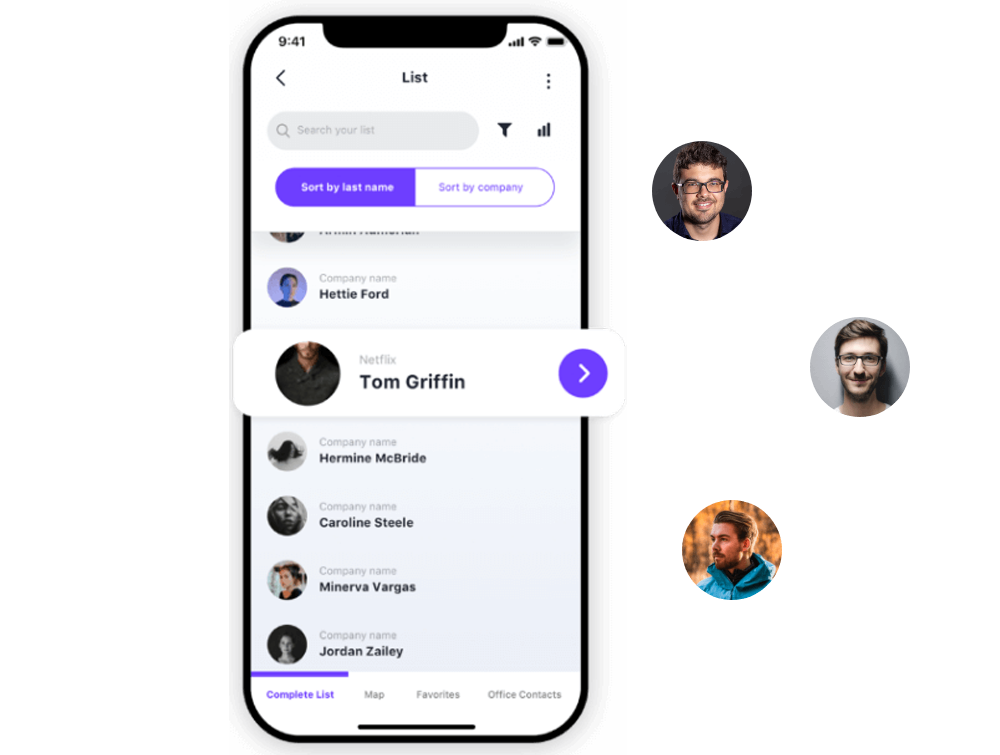 9:41
List
Search your list
Sort by last name
Sort by company
Company name
Hettie Ford
Netflix
Tom Griffin
Company name
Hermine McBride
Company name
Caroline Steele
Company name
Minerva Vargas
Company name
Jordan Zailey
Complete List
Map
Favorites
Office Contacts